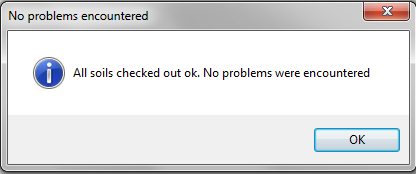 No problems encountered
All soils checked out ok. No problems were encountered
OK